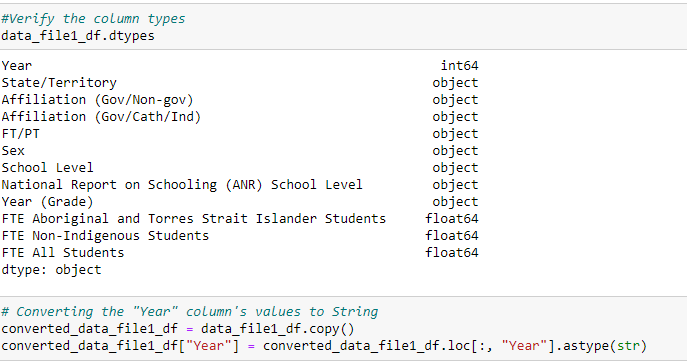 #Verify the column types
data_file1_df.dtypes
Year int64
State/Territory object
Affiliation (Gov/Non-gov) object
Affiliation (Gov/Cath/Ind) object
FT/PT object
Sex object
School Level object
National Report on Schooling (ANR) School Level object
Year (Grade) object
FTE Aboriginal and Torres Strait Islander Students float64
FTE Non-Indigenous Students float64
FTE All Students float64
dtype: object
# Converting the "Year" column's values to String
converted_data_file1_df = data_file1_df.copy()
converted_data_file1_df["Year"] = converted_data_file1_df.loc[:, "Year"].astype(str)